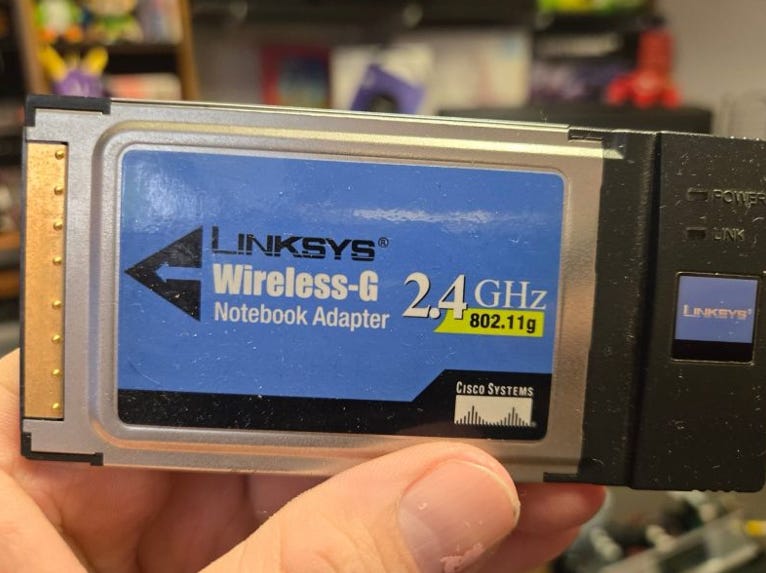 LINKSYS®
Wireless-G
Notebook Adapter
2.4 GHz
802.11g
CISCO SYSTEMS
POWER
LINK
LINKSYS®